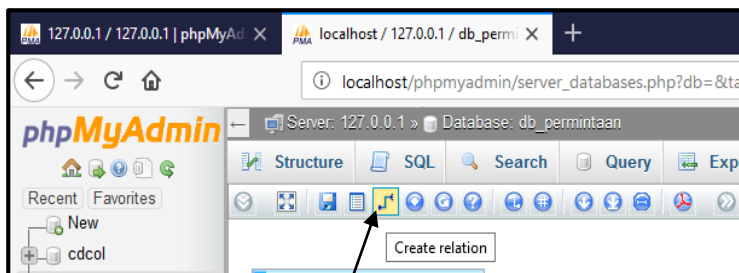 127.0.0.1 / 127.0.0.1 | phpMyAd
localhost / 127.0.0.1 / db_perm
localhost/phpmyadmin/server_databases.php?db=&ta
phpMyAdmin
Server: 127.0.0.1 » Database: db_permintaan
Structure SQL Search Query Exp
Recent Favorites
New
cdcol
Create relation